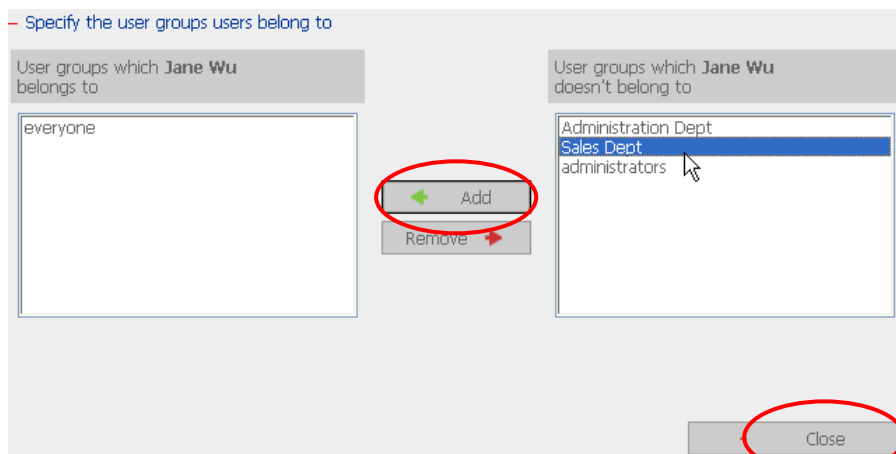 – Specify the user groups users belong to
User groups which Jane Wu
belongs to
User groups which Jane Wu
doesn't belong to
everyone
Administration Dept
Sales Dept
administrators
Add
Remove
Close